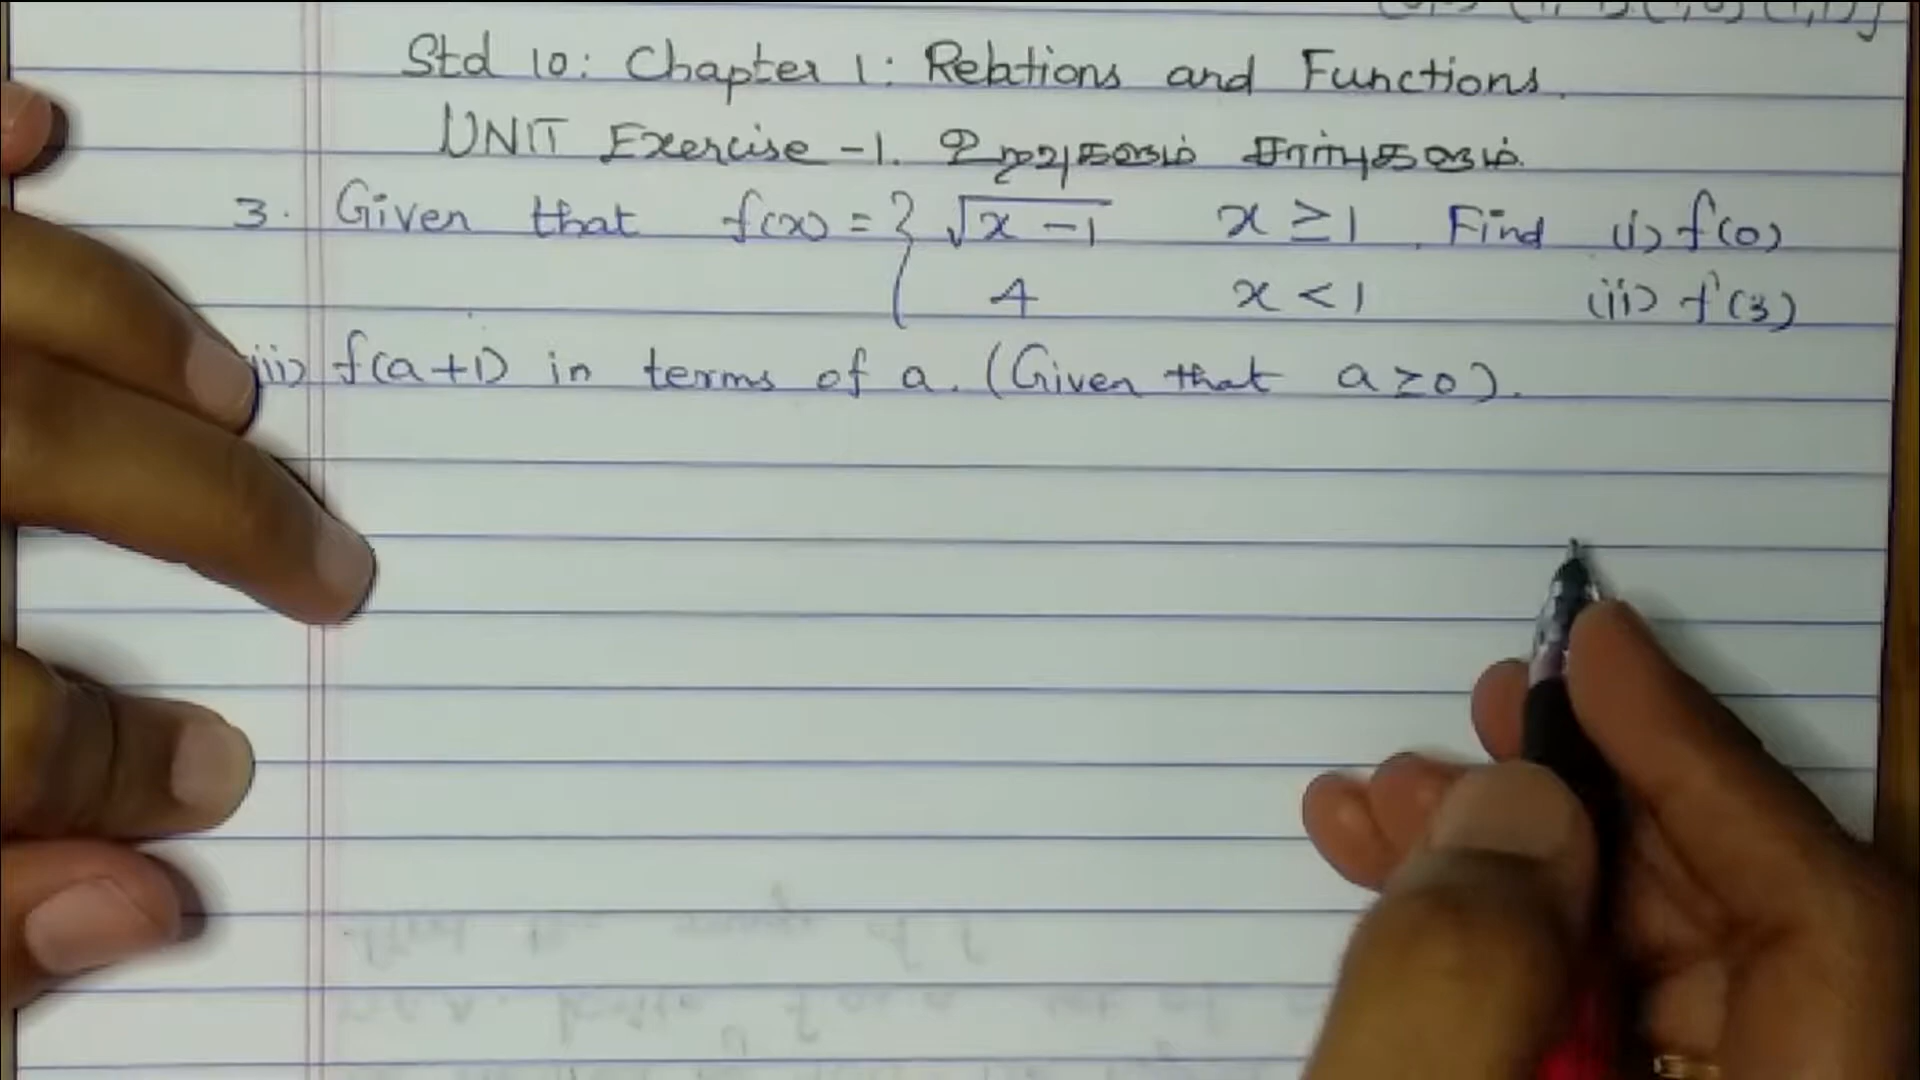 Std 10: Chapter 1: Relations and Functions.
UNIT Exercise -1. உறவுகளும் சார்புகளும்.
3. Given that f(x) = { √x-1 x ≥ 1. Find (i) f(0)
4 x < 1 (ii) f(3)
iii) f(a+1) in terms of a. (Given that a ≥ 0).